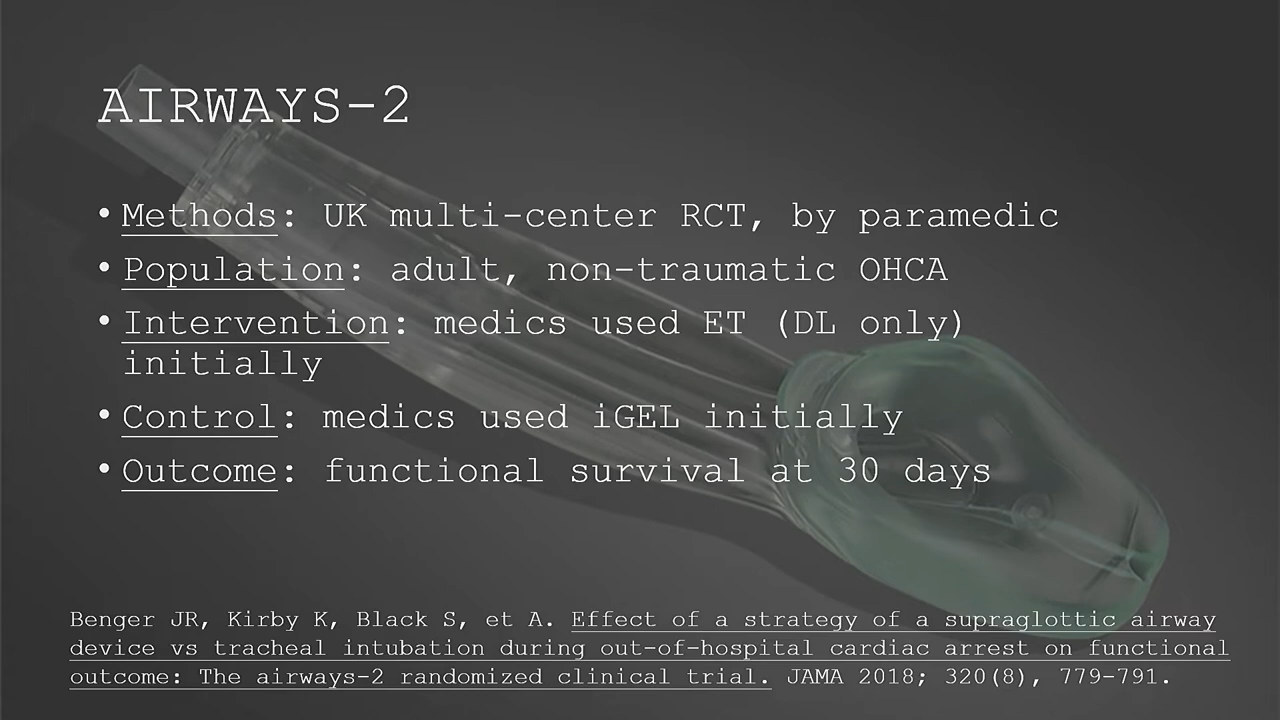 AIRWAYS-2
• Methods: UK multi-center RCT, by paramedic
• Population: adult, non-traumatic OHCA
• Intervention: medics used ET (DL only)
initially
• Control: medics used iGEL initially
• Outcome: functional survival at 30 days
Benger JR, Kirby K, Black S, et A. Effect of a strategy of a supraglottic airway
device vs tracheal intubation during out-of-hospital cardiac arrest on functional
outcome: The airways-2 randomized clinical trial. JAMA 2018; 320(8), 779-791.